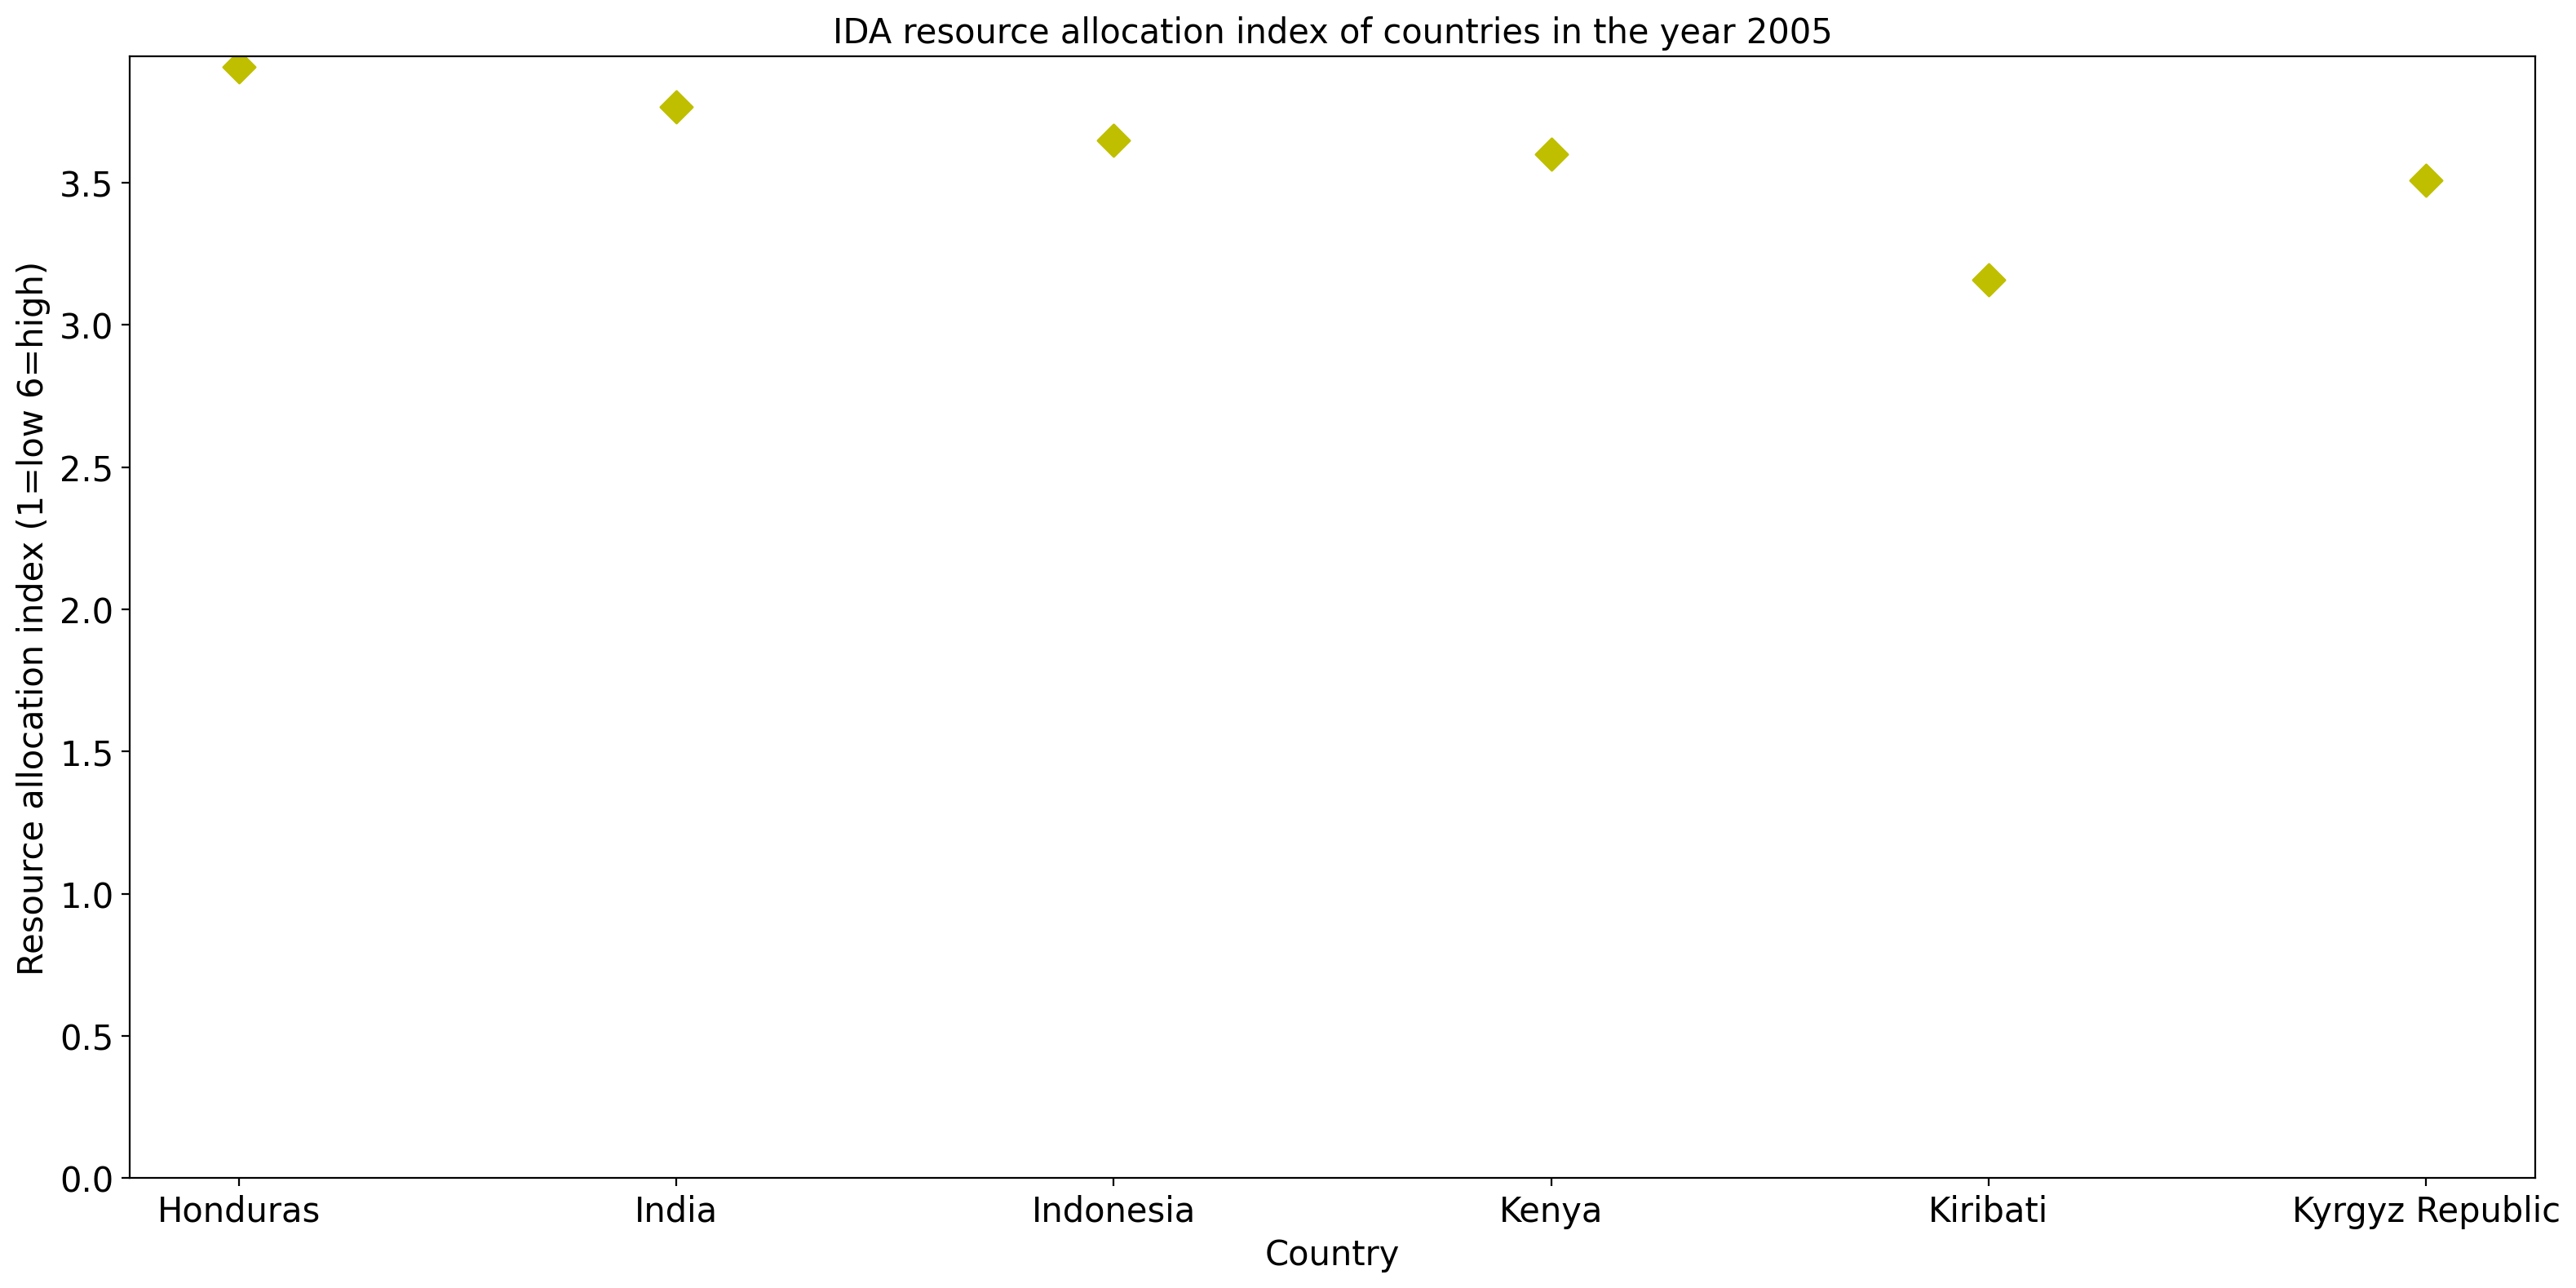 IDA resource allocation index of countries in the year 2005
Resource allocation index (1=low 6=high)
3.5
3.0
2.5
2.0
1.5
1.0
0.5
0.0
Honduras India Indonesia Kenya Kiribati Kyrgyz Republic
Country